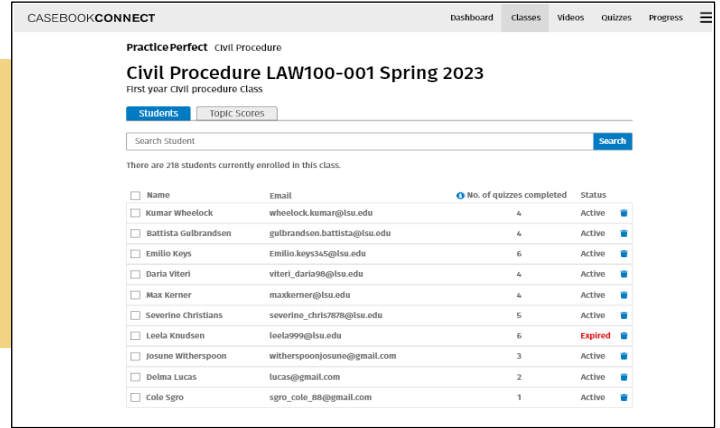 CASEBOOKCONNECT Dashboard Classes Videos Quizzes Progress
PracticePerfect Civil Procedure
Civil Procedure LAW100-001 Spring 2023
First year Civil procedure Class
Students Topic Scores
Search Student Search
There are 218 students currently enrolled in this class.
Name Email No. of quizzes completed Status
Kumar Wheelock wheelock.kumar@lsu.edu 4 Active
Battista Gulbrandsen gulbrandsen.battista@lsu.edu 4 Active
Emilio Keys Emilio.keys345@lsu.edu 6 Active
Daria Viteri viteri_daria98@lsu.edu 4 Active
Max Kerner maxkerner@lsu.edu 4 Active
Severine Christians severine_chris7878@lsu.edu 5 Active
Leela Knudsen leela999@lsu.edu 6 Expired
Josune Witherspoon witherspoonjosune@gmail.com 3 Active
Delma Lucas lucas@gmail.com 2 Active
Cole Sgro sgro_cole_88@gmail.com 1 Active